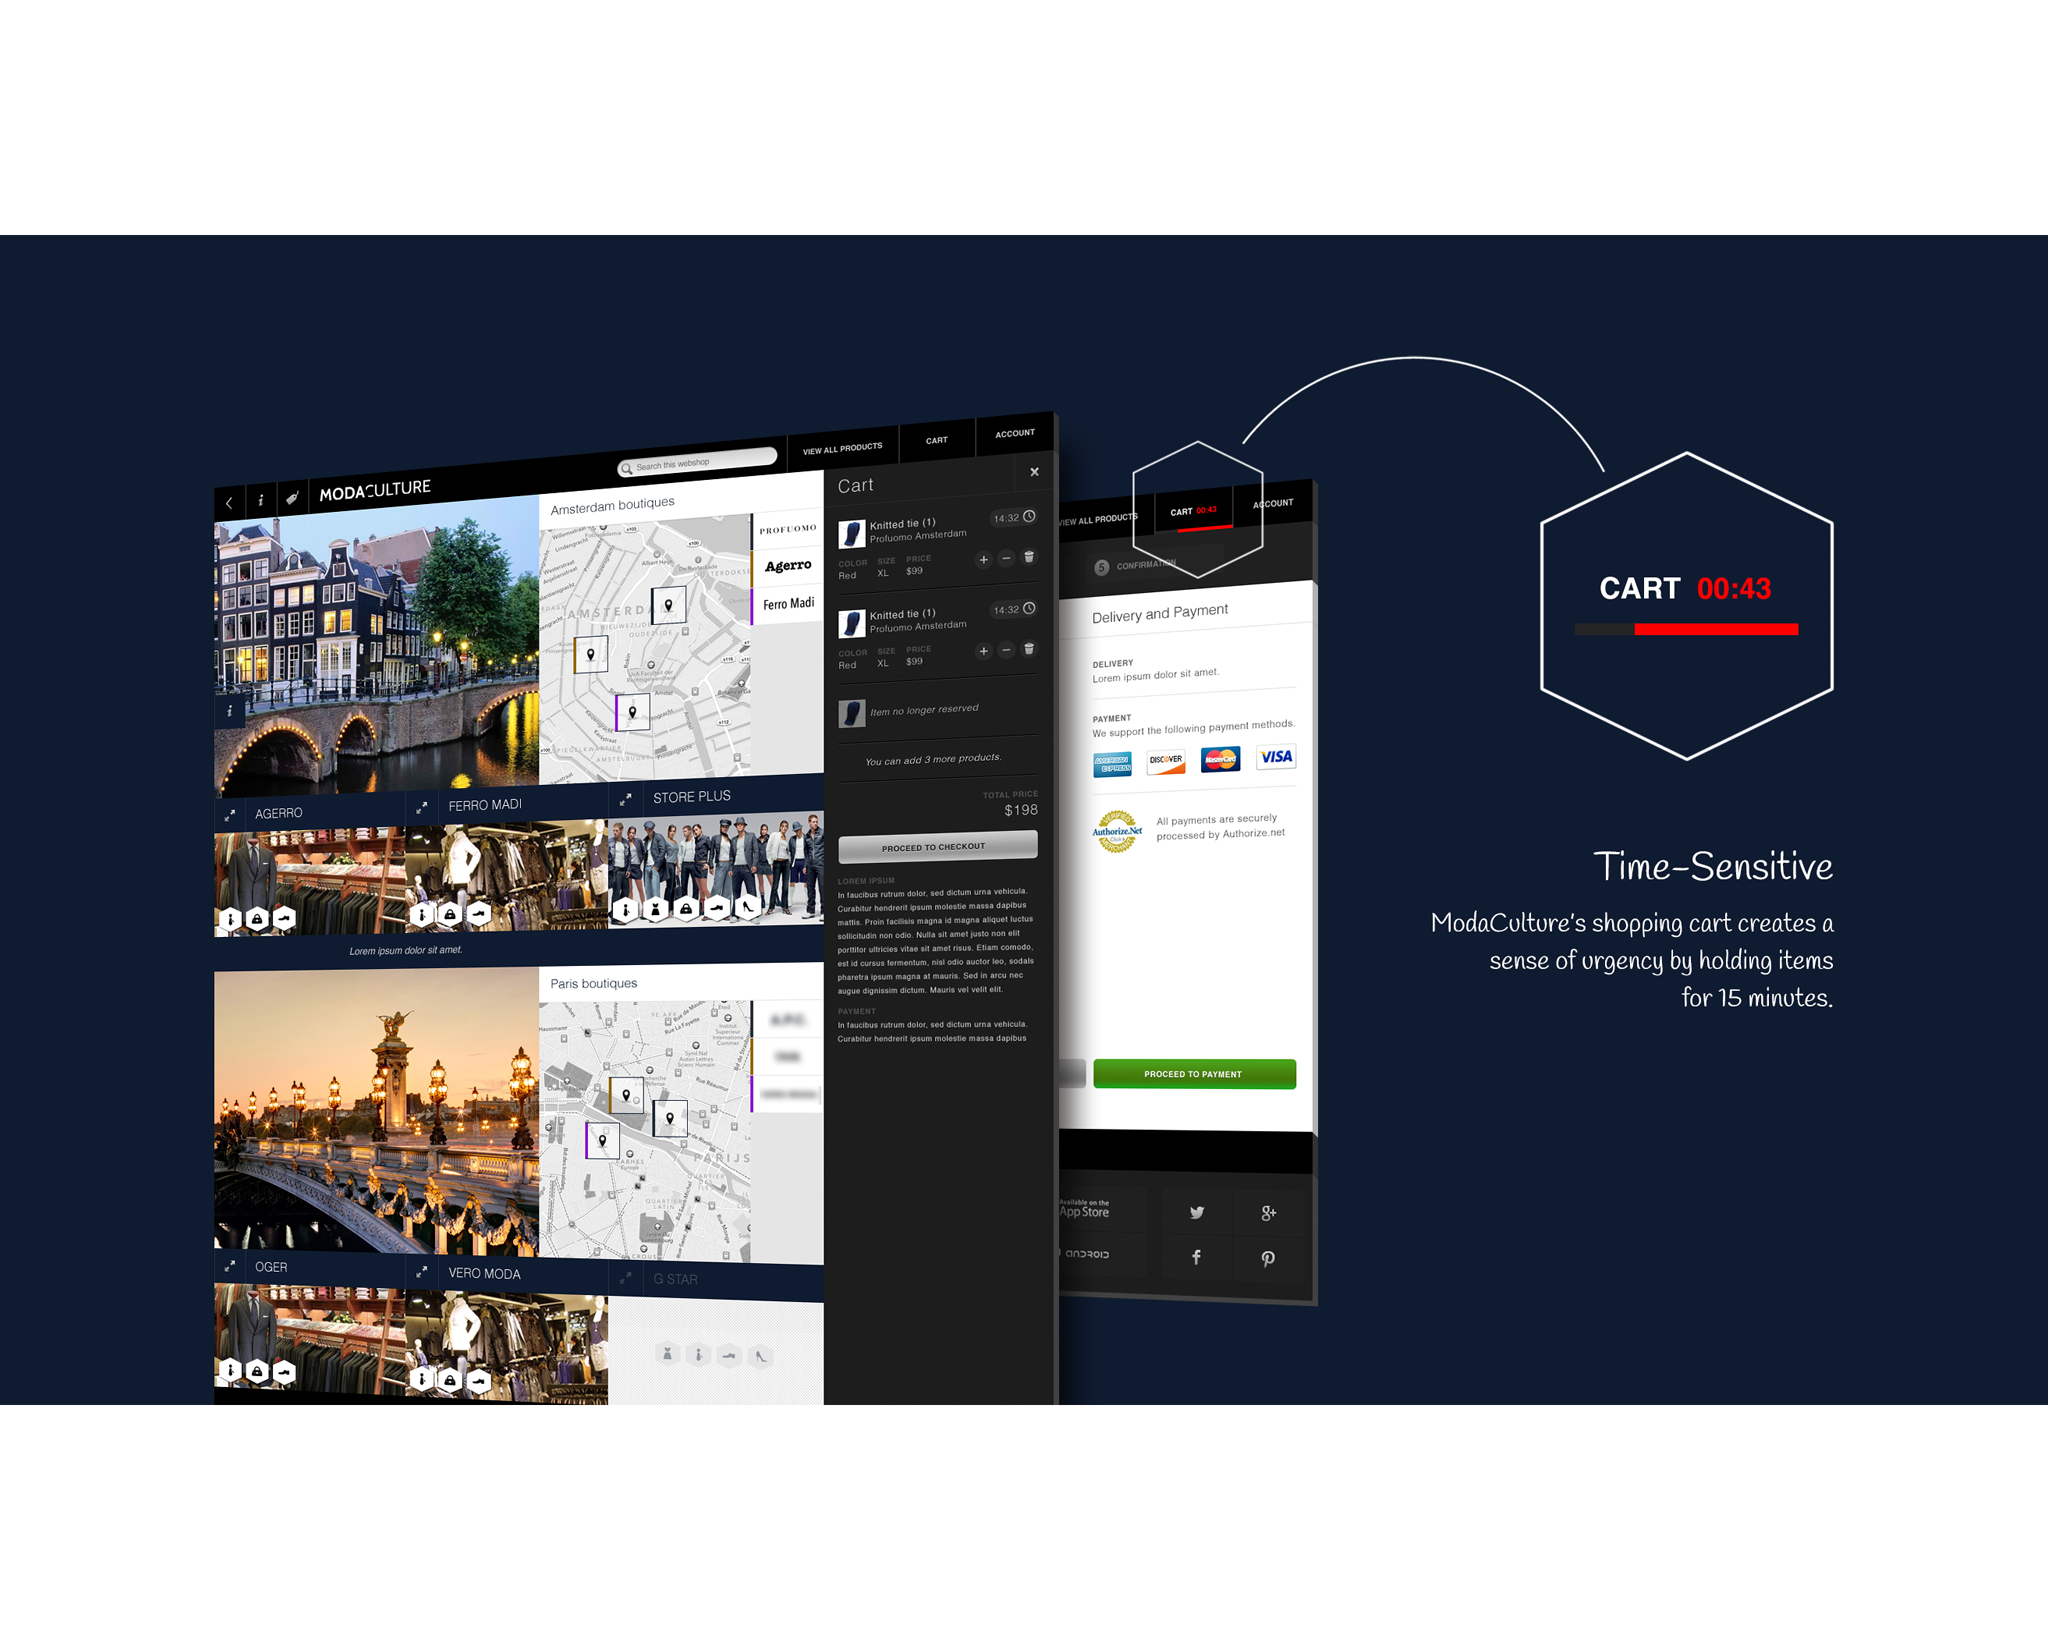 MODACULTURE
Search this webshop
VIEW ALL PRODUCTS
CART
ACCOUNT
Amsterdam boutiques
AMSTERDA
PROFUOMO
Agerro
Ferro Madi
AGERRO
FERRO MADI
STORE PLUS
Lorem ipsum dolor sit amet.
Paris boutiques
PARIJS
OGER
VERO MODA
G STAR
Cart
Knitted tie (1)
14:32
Profuomo Amsterdam
COLOR SIZE PRICE
Red XL $99
Knitted tie (1)
14:32
Profuomo Amsterdam
COLOR SIZE PRICE
Red XL $99
Item no longer reserved
You can add 3 more products.
TOTAL PRICE
$198
PROCEED TO CHECKOUT
LOREM IPSUM
In faucibus rutrum dolor, sed dictum urna vehicula.
Curabitur hendrerit ipsum molestie massa dapibus
mattis. Proin facilisis magna id magna aliquet luctus
sollicitudin non odio. Nulla sit amet justo non elit
porttitor ultricies vitae sit amet risus. Etiam comodo,
est id cursus fermentum, nisl odio auctor leo, sodals
pharetra ipsum magna at mauris. Sed in arcu nec
augue dignissim dictum. Mauris vel velit elit.
PAYMENT
In faucibus rutrum dolor, sed dictum urna vehicula.
Curabitur hendrerit ipsum molestie massa dapibus
VIEW ALL PRODUCTS
CART 00:43
ACCOUNT
5 CONFIRMATION
Delivery and Payment
DELIVERY
Lorem ipsum dolor sit amet.
PAYMENT
We support the following payment methods.
AMERICAN EXPRESS
DISCOVER
MasterCard
VISA
VERIFIED
Authorize.Net
Click
MERCHANT
All payments are securely
processed by Authorize.net
PROCEED TO PAYMENT
Available on the
App Store
ANDROID
CART 00:43
Time-Sensitive
ModaCulture's shopping cart creates a
sense of urgency by holding items
for 15 minutes.